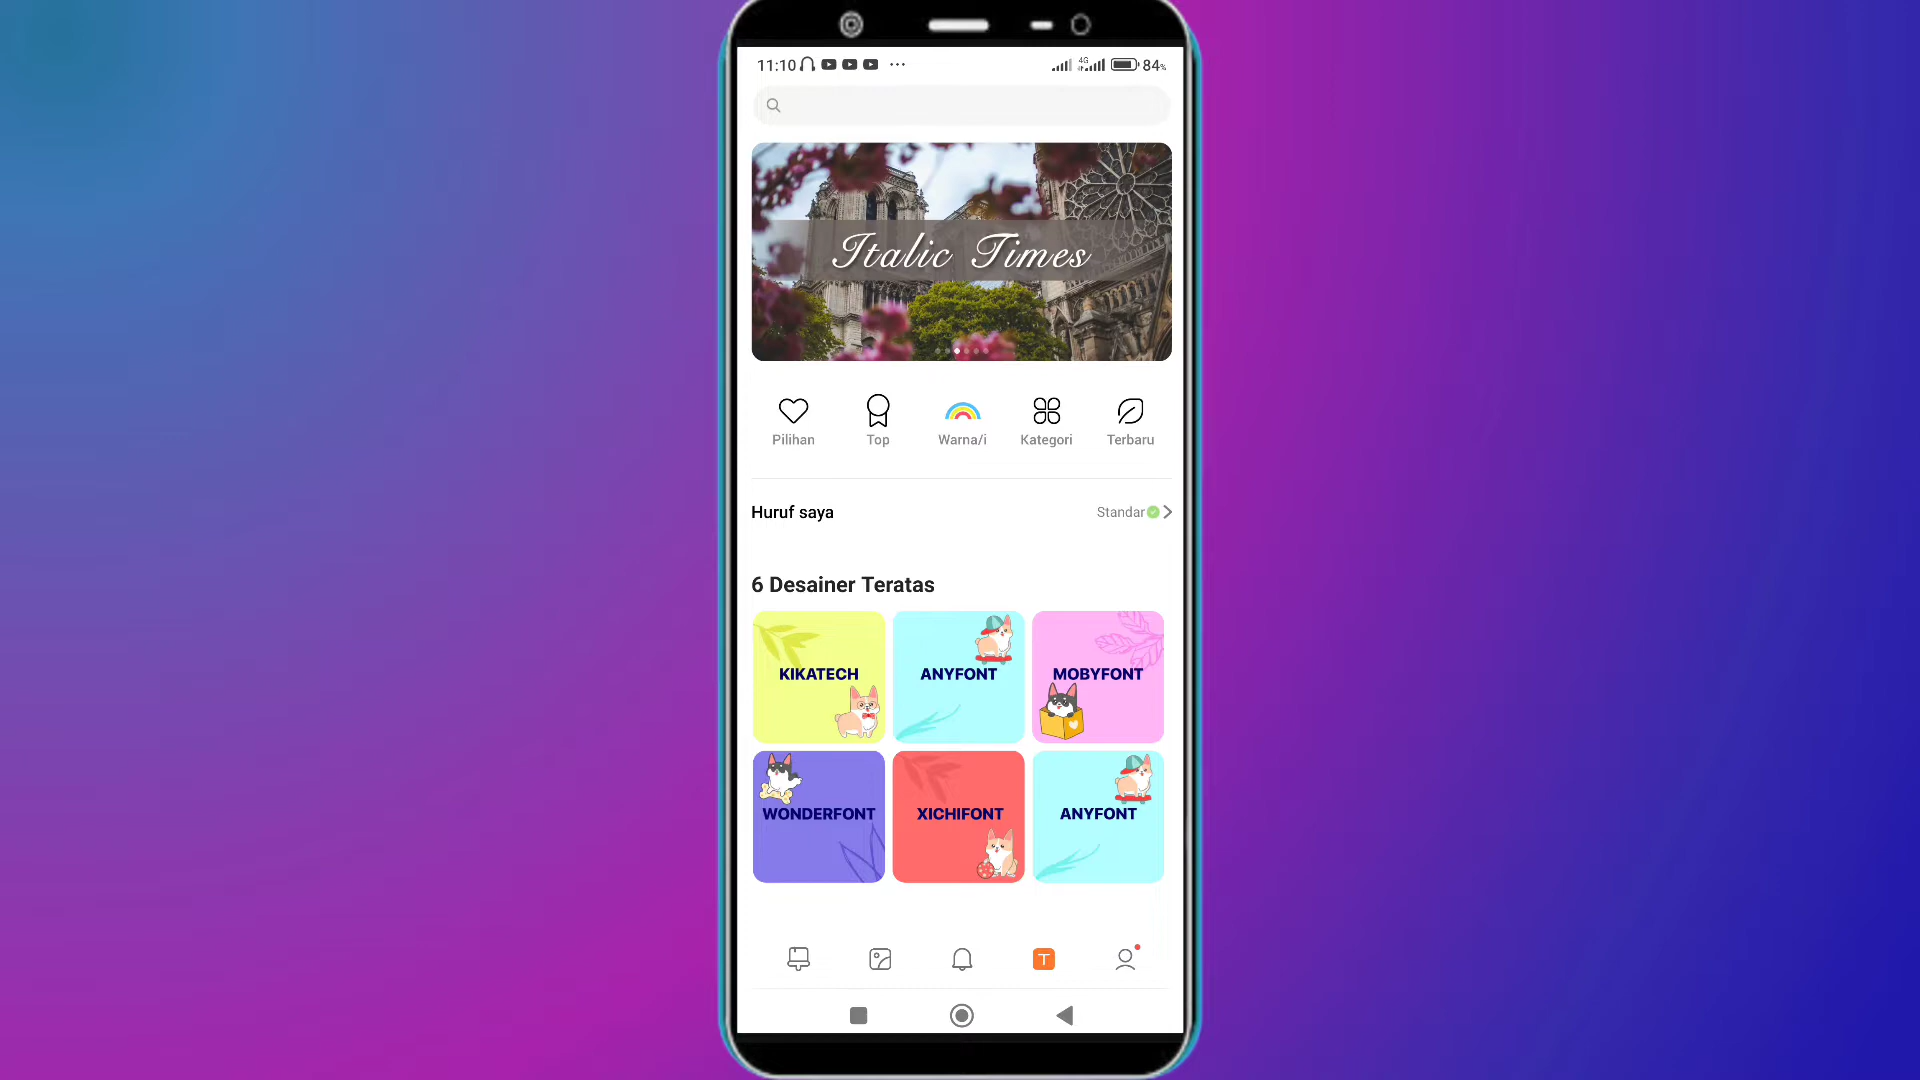 11:10 4G 84%
Italic Times
Pilihan Top Warna/i Kategori Terbaru
Huruf saya Standar
6 Desainer Teratas
KIKATECH ANYFONT MOBYFONT
WONDERFONT XICHIFONT ANYFONT
T